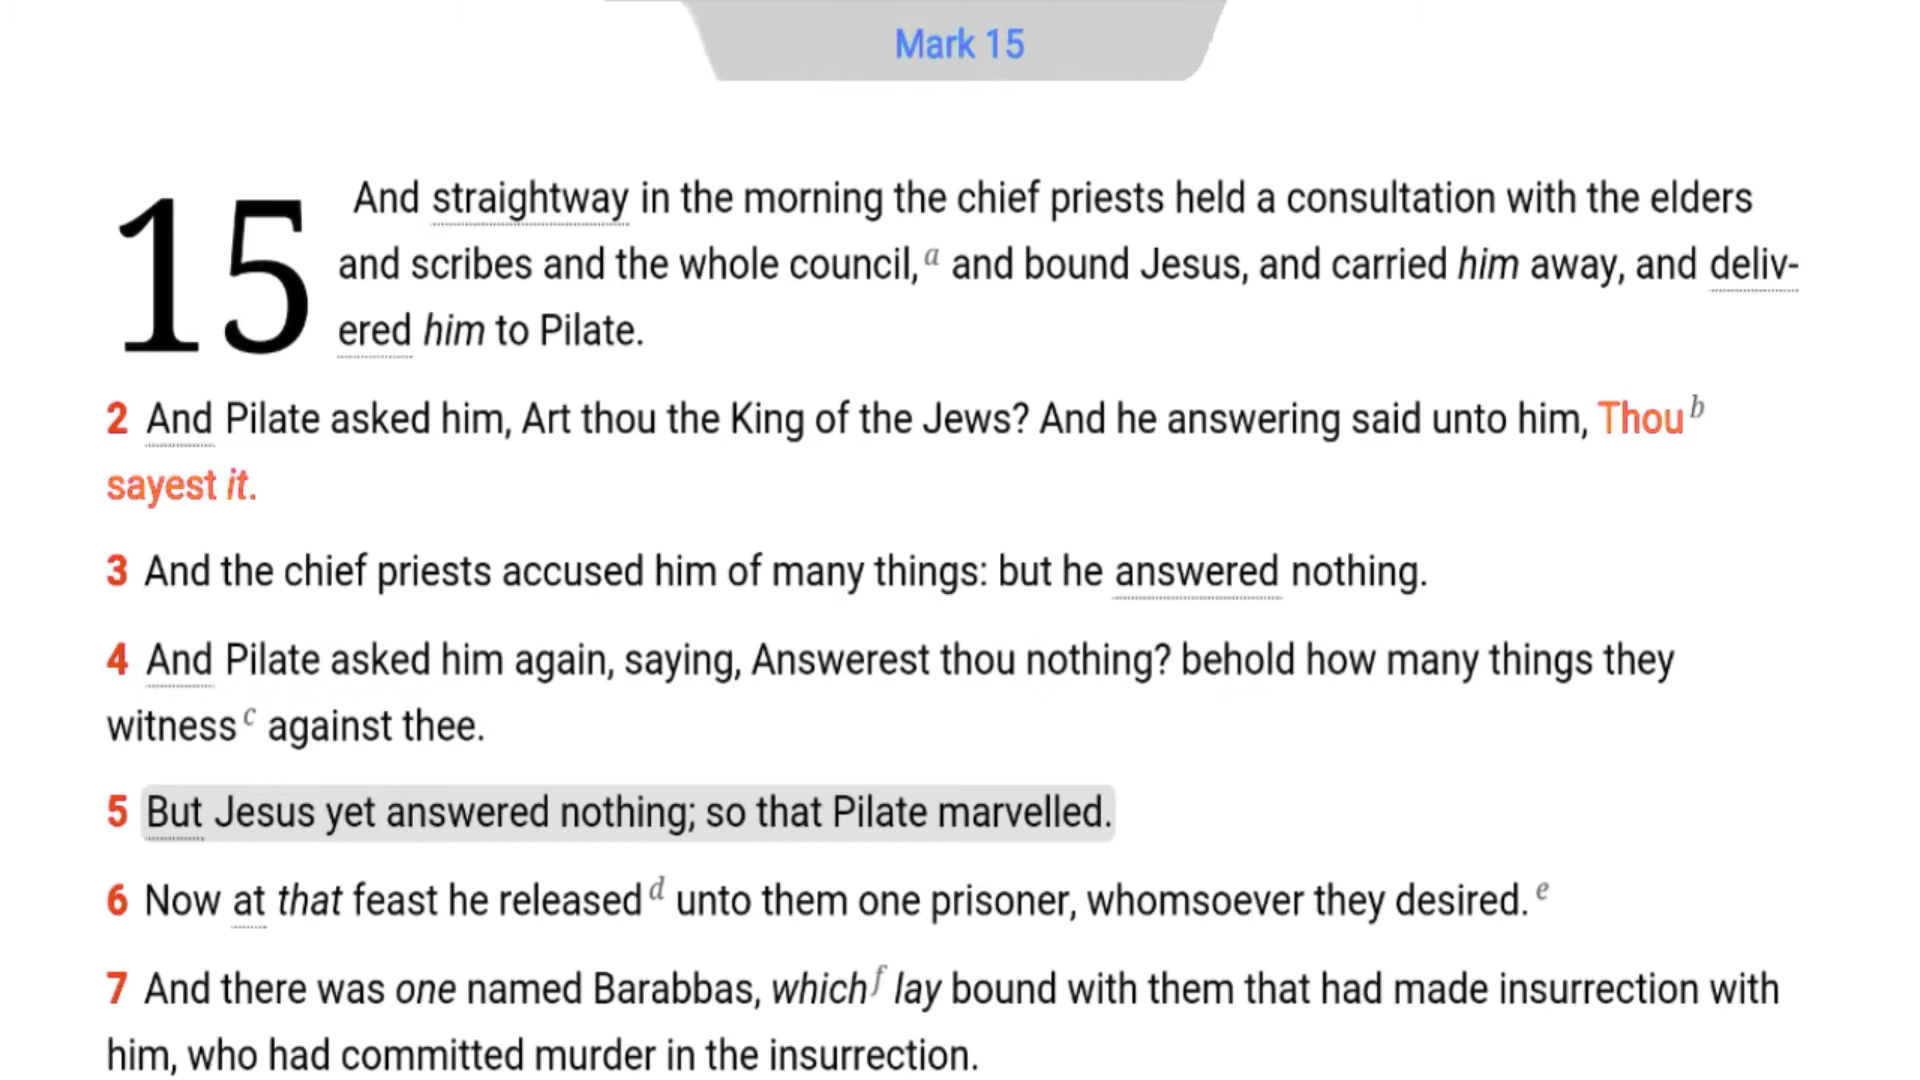 Mark 15
15 And straightway in the morning the chief priests held a consultation with the elders
and scribes and the whole council, a and bound Jesus, and carried him away, and deliv-
ered him to Pilate.
2 And Pilate asked him, Art thou the King of the Jews? And he answering said unto him, Thou b
sayest it.
3 And the chief priests accused him of many things: but he answered nothing.
4 And Pilate asked him again, saying, Answerest thou nothing? behold how many things they
witness c against thee.
5 But Jesus yet answered nothing; so that Pilate marvelled.
6 Now at that feast he released d unto them one prisoner, whomsoever they desired. e
7 And there was one named Barabbas, which f lay bound with them that had made insurrection with
him, who had committed murder in the insurrection.